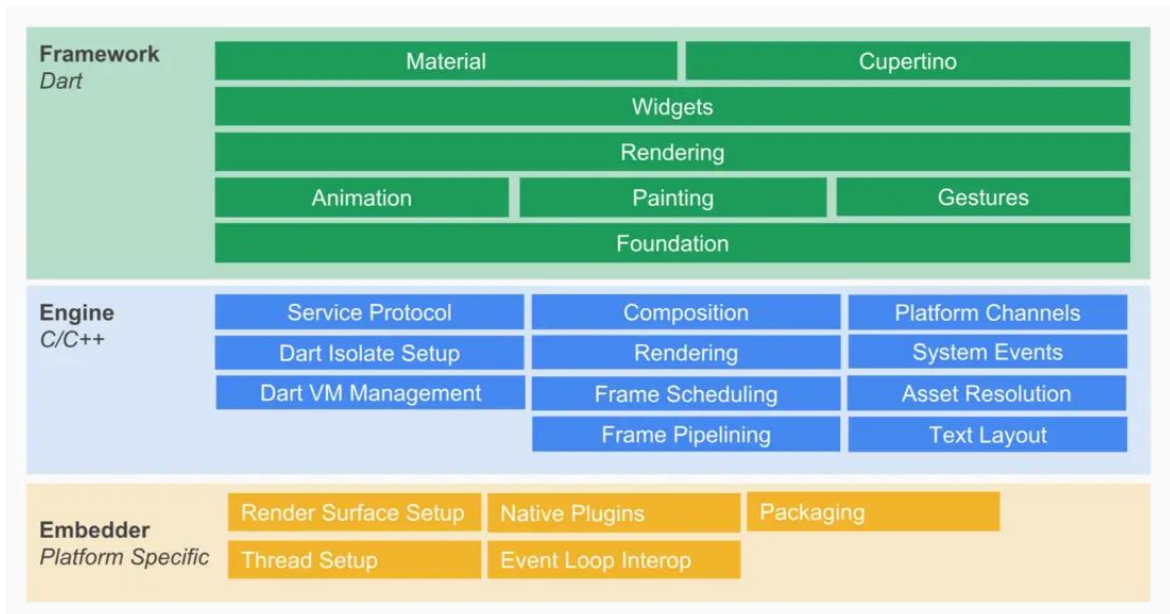 Framework
Dart
Material
Cupertino
Widgets
Rendering
Animation
Painting
Gestures
Foundation
Engine
C/C++
Service Protocol
Composition
Platform Channels
Dart Isolate Setup
Rendering
System Events
Dart VM Management
Frame Scheduling
Asset Resolution
Frame Pipelining
Text Layout
Embedder
Platform Specific
Render Surface Setup
Native Plugins
Packaging
Thread Setup
Event Loop Interop